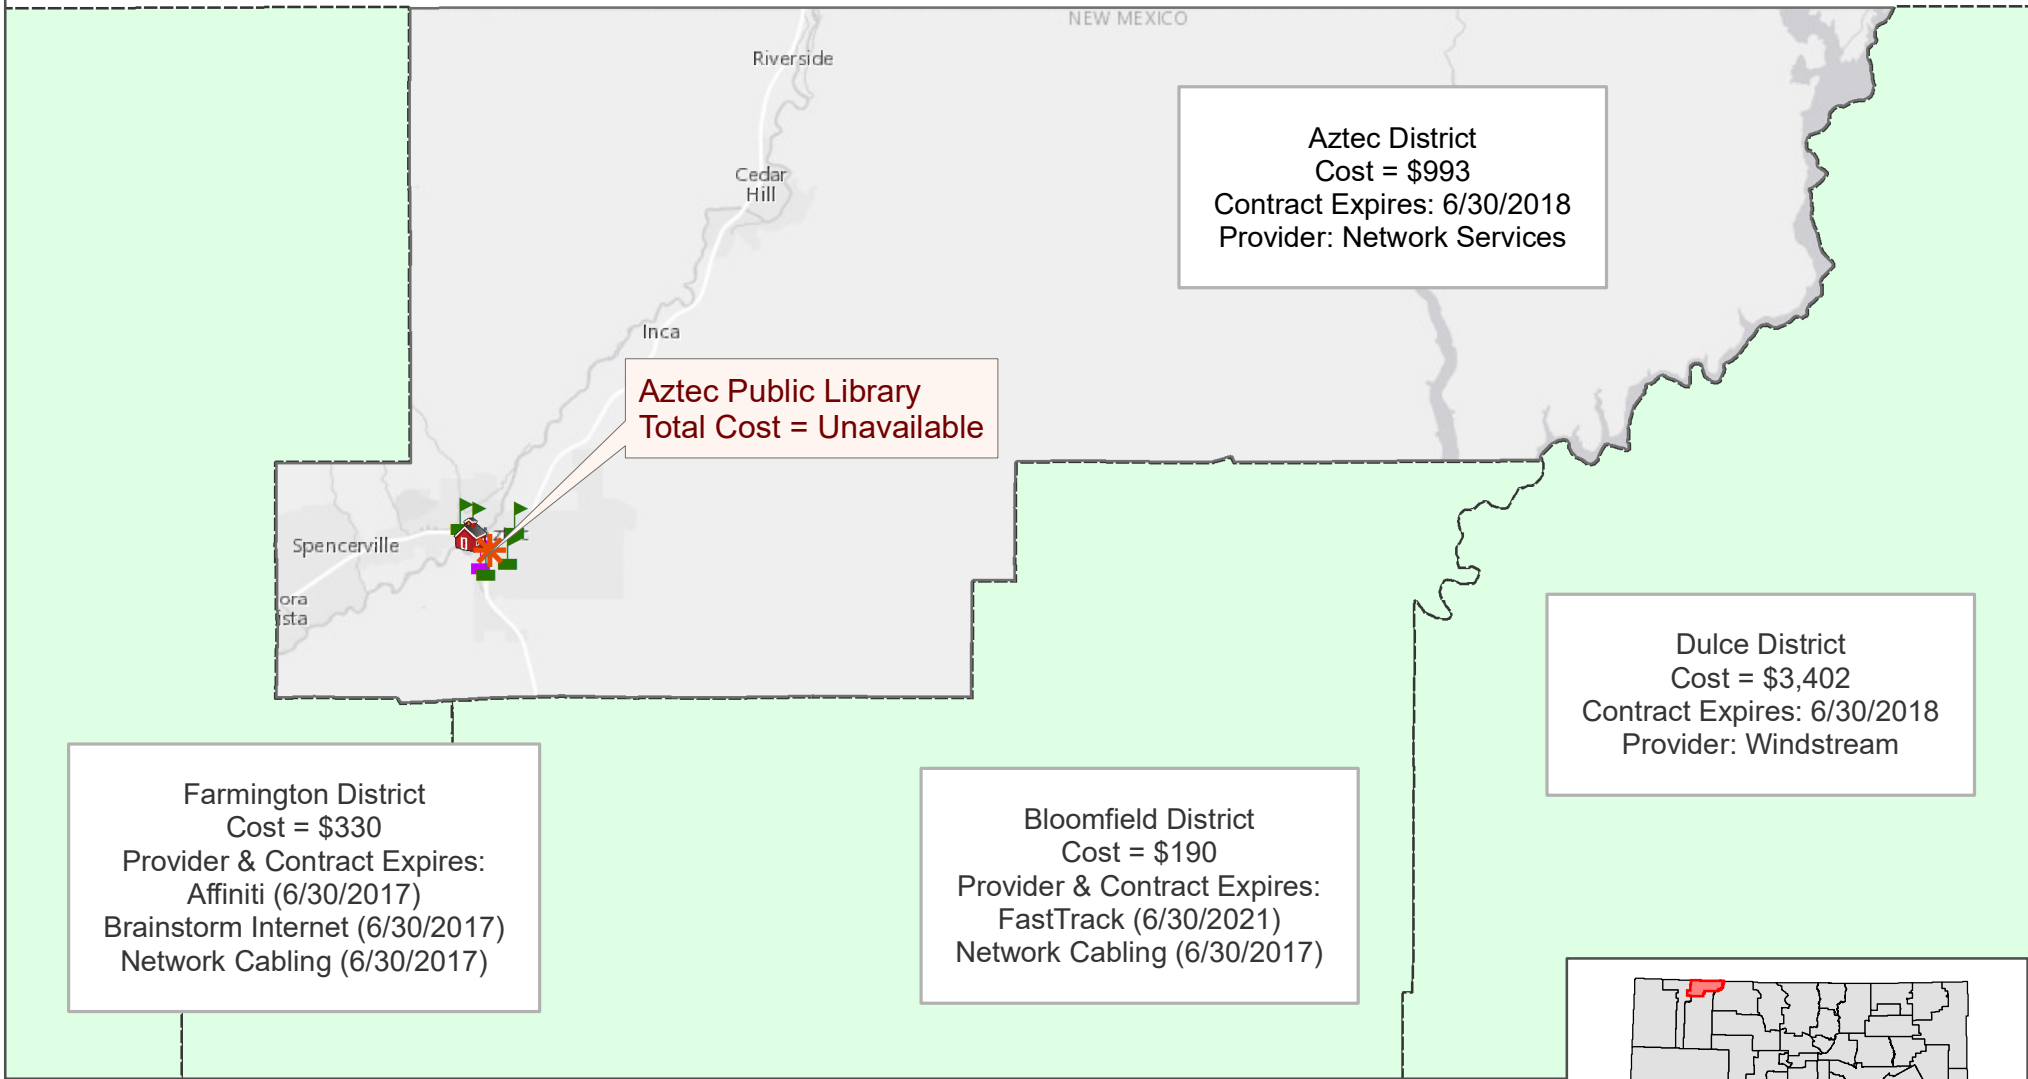 NEW MEXICO
Riverside
Cedar
Hill
Aztec District
Cost = $993
Contract Expires: 6/30/2018
Provider: Network Services
Inca
Aztec Public Library
Total Cost = Unavailable
Spencerville
ora
ista
Dulce District
Cost = $3,402
Contract Expires: 6/30/2018
Provider: Windstream
Farmington District
Cost = $330
Provider & Contract Expires:
Affiniti (6/30/2017)
Brainstorm Internet (6/30/2017)
Network Cabling (6/30/2017)
Bloomfield District
Cost = $190
Provider & Contract Expires:
FastTrack (6/30/2021)
Network Cabling (6/30/2017)